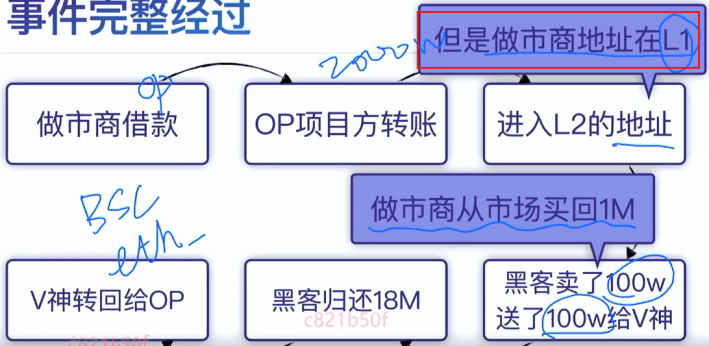 事件完整经过
但是做市商地址在L1
op
2000w
做市商借款
OP项目方转账
进入L2的地址
BSC
eth
做市商从市场买回1M
V神转回给OP
黑客归还18M
黑客卖了100w
送了100w给V神
c821b50f
c821b50f